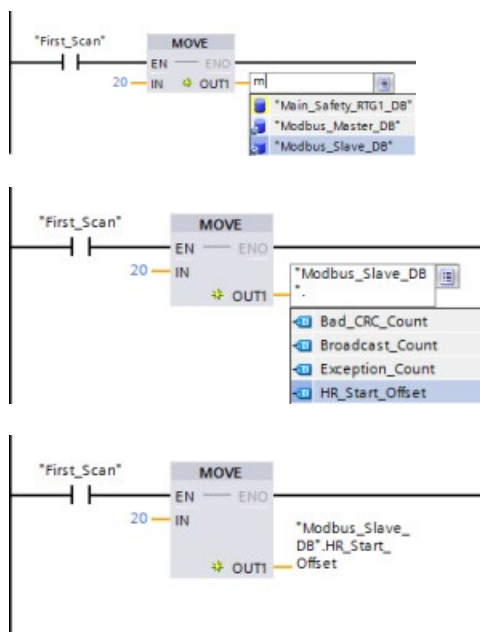 "First_Scan"
MOVE
EN ENO
20 IN OUT1 m
"Main_Safety_RTG1_DB"
"Modbus_Master_DB"
"Modbus_Slave_DB"
"First_Scan"
MOVE
EN ENO
20 IN
"Modbus_Slave_DB
OUT1 ".
Bad_CRC_Count
Broadcast_Count
Exception_Count
HR_Start_Offset
"First_Scan"
MOVE
EN ENO
20 IN
"Modbus_Slave_
DB".HR_Start_
OUT1 Offset